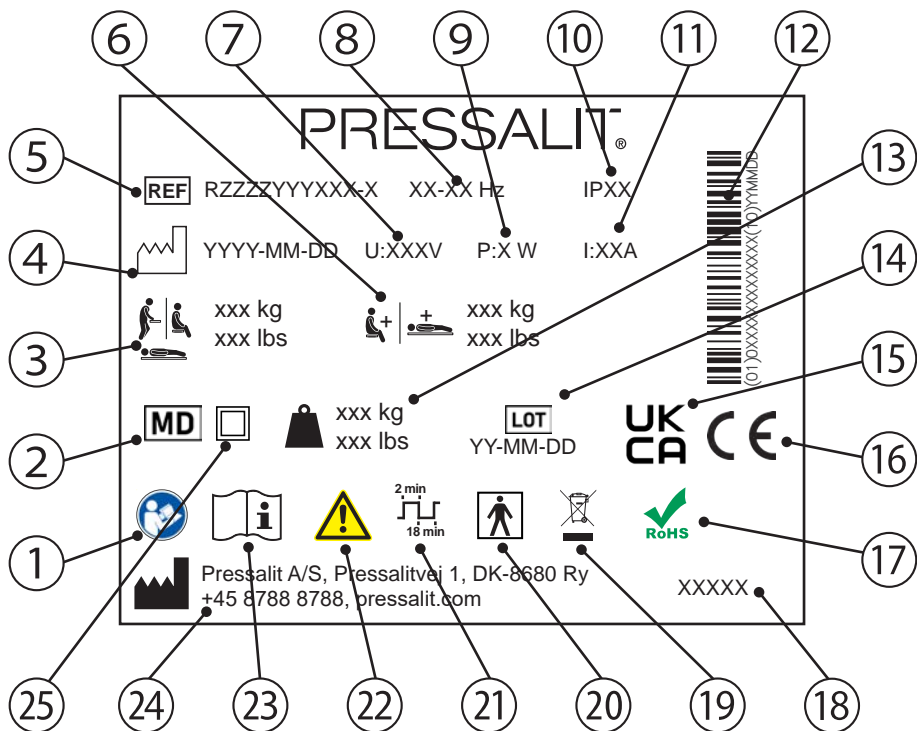 6 7 8 9 10 11 12
PRESSALIT®
13
5 REF RZZZZYYYXXX-X XX-XX Hz IPXX
4 YYYY-MM-DD U:XXXV P:X W I:XXA
14
3 xxx kg xxx kg
xxx lbs xxx lbs
(01)0XXXXXXXXXXXXX(10)YYMMDD
15
2 MD xxx kg LOT UK CA CE 16
xxx lbs YY-MM-DD
2 min
18 min
RoHS
1 17
Pressalit A/S, Pressalitvej 1, DK-8680 Ry
+45 8788 8788, pressalit.com XXXXX
25 24 23 22 21 20 19 18